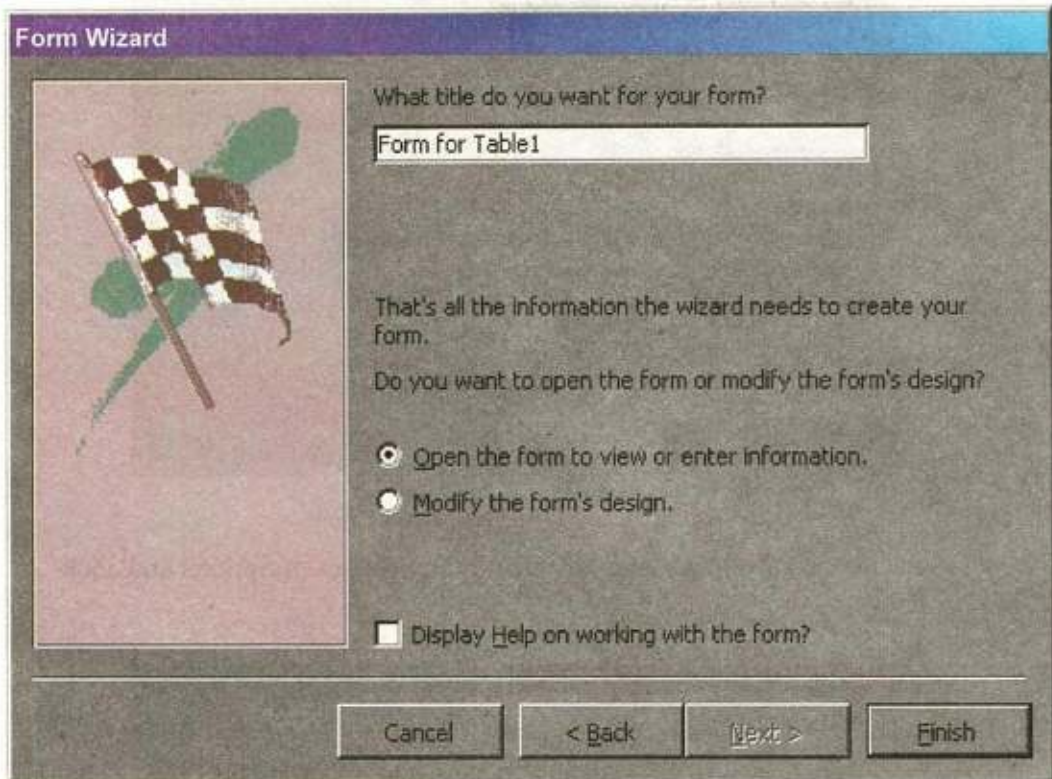 Form Wizard
What title do you want for your form?
Form for Table1
That's all the information the wizard needs to create your
form.
Do you want to open the form or modify the form's design?
Open the form to view or enter information.
Modify the form's design.
Display Help on working with the form?
Cancel
< Back
Next >
Finish